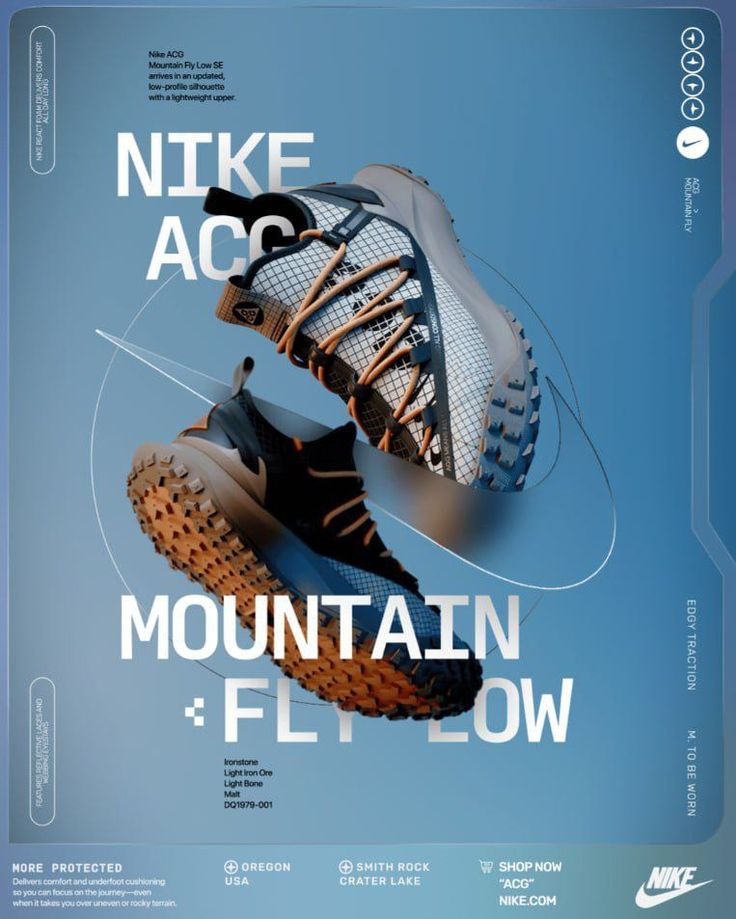 NIKE REACT FOAM DELIVERS COMFORT
ALL DAY LONG
Nike ACG
Mountain Fly Low SE
arrives in an updated,
low-profile silhouette
with a lightweight upper.
NIKE
ACG
ACG >
MOUNTAIN FLY
MOUNTAIN
FLY LOW
EDGY TRACTION
M. TO BE WORN
FEATURES REFLECTIVE LACES AND
WEBBING EYESTAYS
Ironstone
Light Iron Ore
Light Bone
Malt
DQ1979-001
MORE PROTECTED
Delivers comfort and underfoot cushioning
so you can focus on the journey—even
when it takes you over uneven or rocky terrain.
OREGON
USA
SMITH ROCK
CRATER LAKE
SHOP NOW
“ACG”
NIKE.COM
NIKE